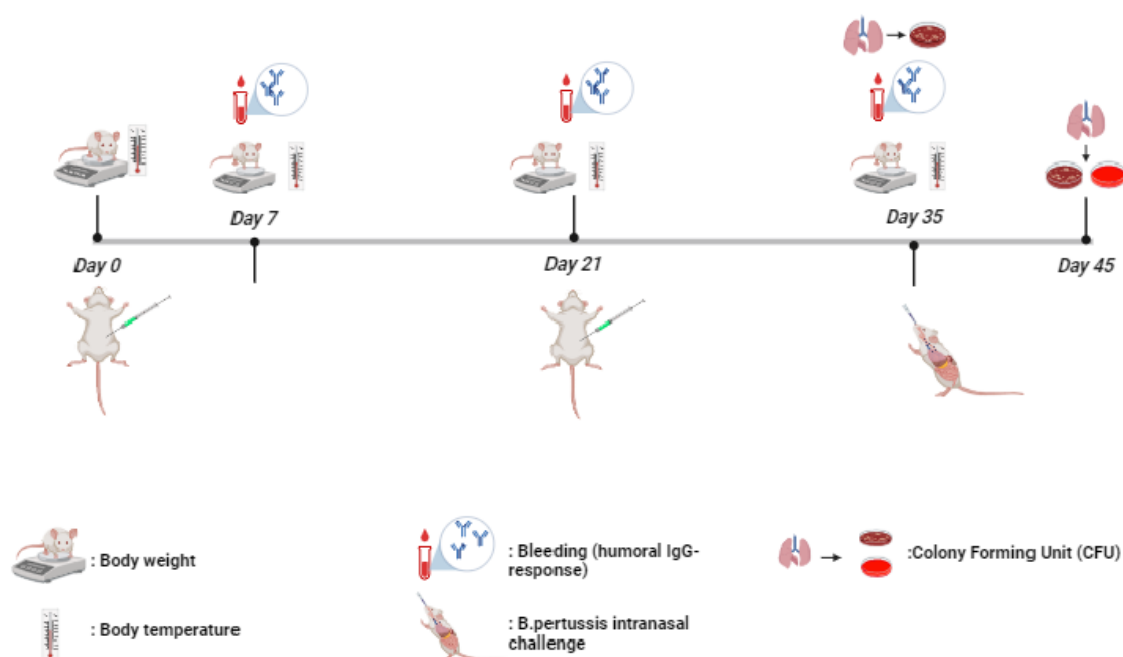 Day 7
Day 35
Day 0
Day 21
Day 45
: Body weight
: Bleeding (humoral IgG-
response)
:Colony Forming Unit (CFU)
: Body temperature
: B.pertussis intranasal
challenge